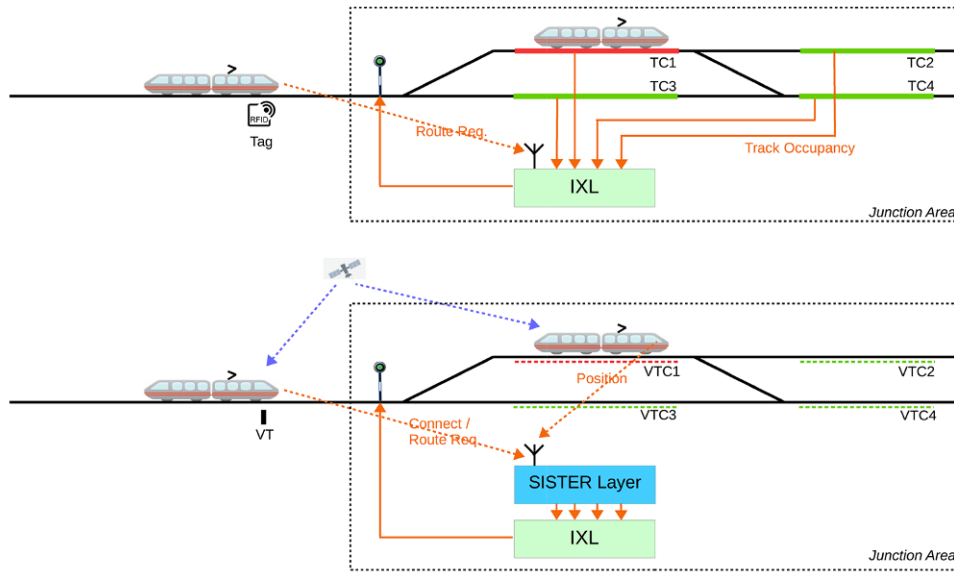 >
TC1
TC2
>
TC3
TC4
RFID
Tag
Route Req.
Track Occupancy
IXL
Junction Area
>
VTC1
VTC2
Position
>
VTC3
VTC4
VT
Connect /
Route Req.
SISTER Layer
IXL
Junction Area